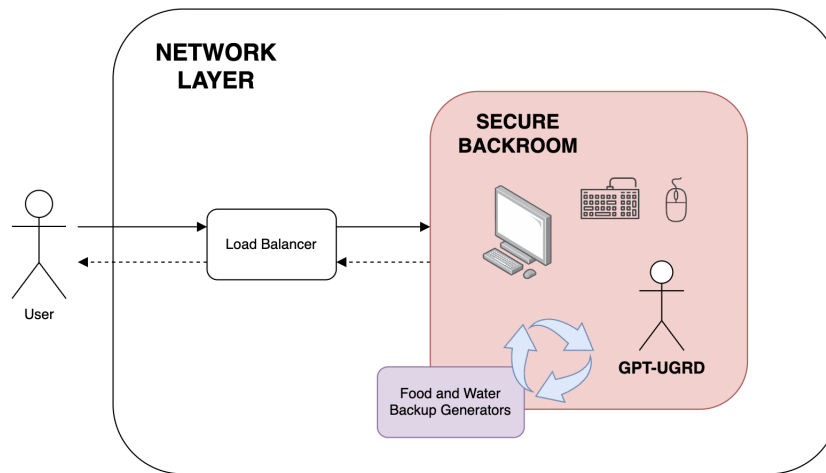 NETWORK
LAYER
SECURE
BACKROOM
Load Balancer
User
GPT-UGRD
Food and Water
Backup Generators